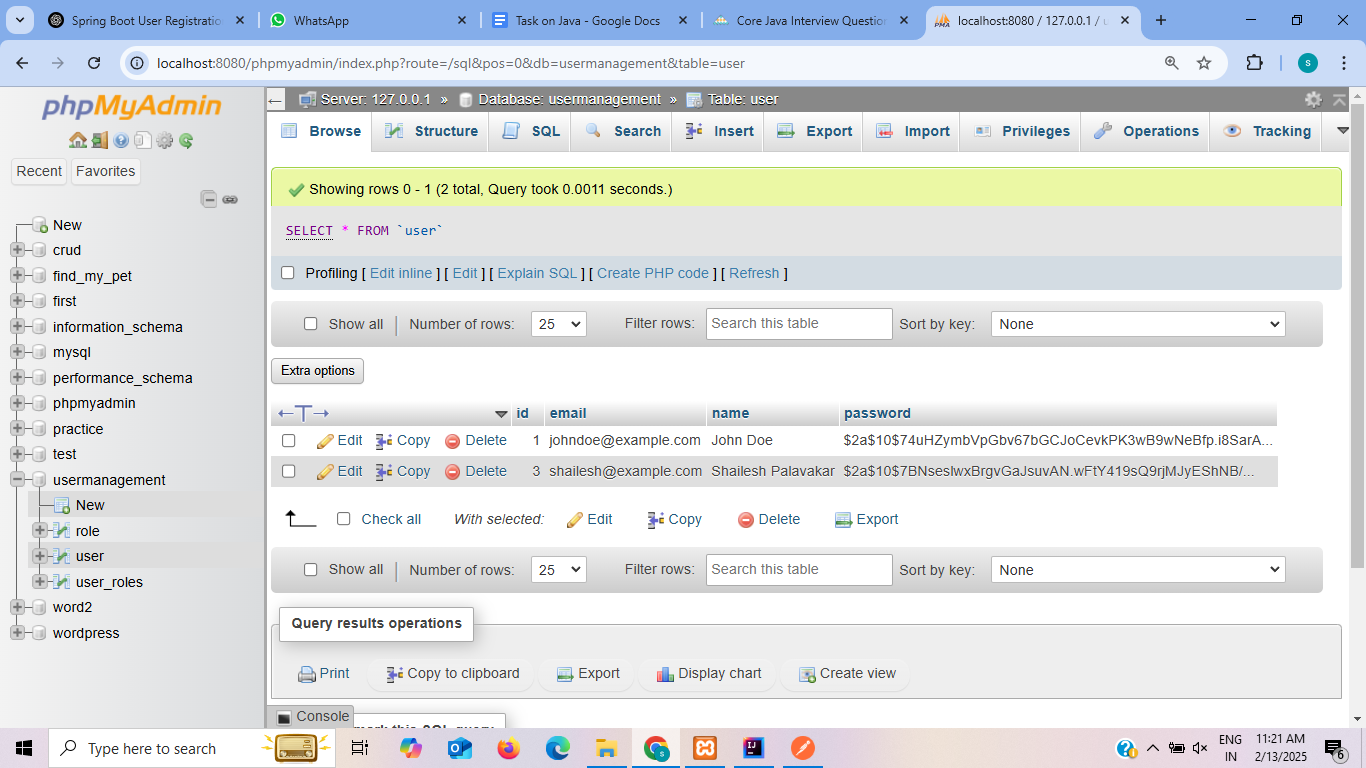 Spring Boot User Registratio
WhatsApp
Task on Java - Google Docs
Core Java Interview Question
localhost:8080 / 127.0.0.1 / u
localhost:8080/phpmyadmin/index.php?route=/sql&pos=0&db=usermanagement&table=user
s
phpMyAdmin
Recent Favorites
New
crud
find_my_pet
first
information_schema
mysql
performance_schema
phpmyadmin
practice
test
usermanagement
New
role
user
user_roles
word2
wordpress
Server: 127.0.0.1 » Database: usermanagement » Table: user
Browse Structure SQL Search Insert Export Import Privileges Operations Tracking
Showing rows 0 - 1 (2 total, Query took 0.0011 seconds.)
SELECT * FROM `user`
Profiling [ Edit inline ] [ Edit ] [ Explain SQL ] [ Create PHP code ] [ Refresh ]
Show all | Number of rows: 25 Filter rows: Search this table Sort by key: None
Extra options
id email name password
Edit Copy Delete 1 johndoe@example.com John Doe $2a$10$74uHZymbVpGbv67bGCJoCevkPK3wB9wNeBfp.i8SarA...
Edit Copy Delete 3 shailesh@example.com Shailesh Palavakar $2a$10$7BNseslwxBrgvGaJsuvAN.wFtY419sQ9rjMJyEShNB/...
Check all With selected: Edit Copy Delete Export
Show all | Number of rows: 25 Filter rows: Search this table Sort by key: None
Query results operations
Print Copy to clipboard Export Display chart Create view
Console
Type here to search
ENG
IN
11:21 AM
2/13/2025
6